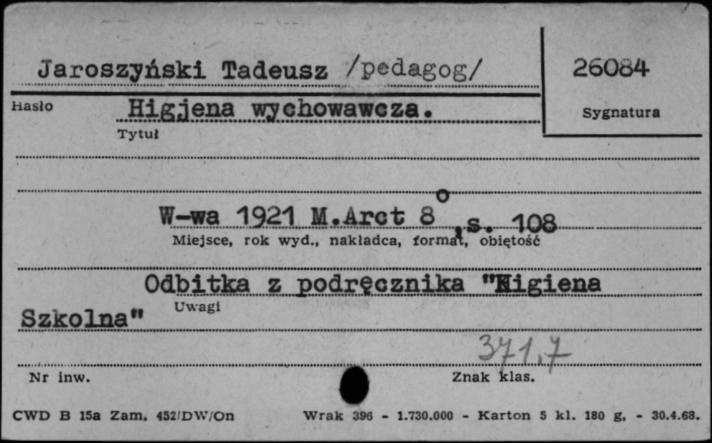 Jaroszyński Tadeusz /pedagog/ 26084
Hasło Higjena wychowawcza. Sygnatura
Tytuł
W-wa 1921 M.Arct 8°, s. 108
Miejsce, rok wyd., nakładca, format, objętość
Odbitka z podręcznika "Higiena
Uwagi
Szkolna"
371,7
Nr inw. Znak klas.
CWD B 15a Zam. 452/DW/On Wrak 396 - 1.730.000 - Karton 5 kl. 180 g. - 30.4.68.